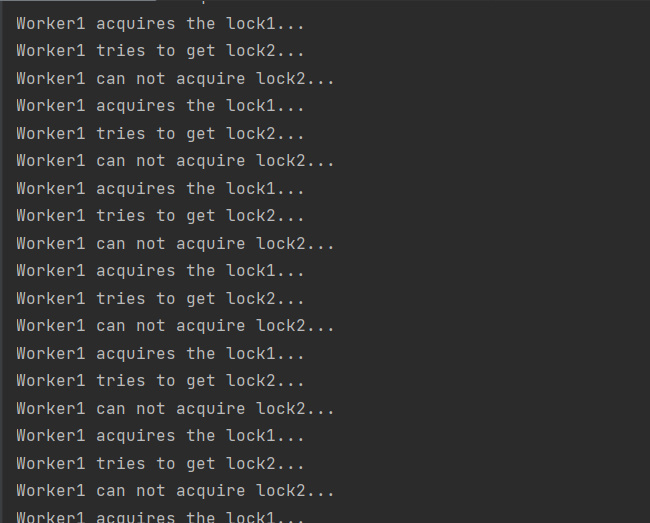 Worker1 acquires the lock1...
Worker1 tries to get lock2...
Worker1 can not acquire lock2...
Worker1 acquires the lock1...
Worker1 tries to get lock2...
Worker1 can not acquire lock2...
Worker1 acquires the lock1...
Worker1 tries to get lock2...
Worker1 can not acquire lock2...
Worker1 acquires the lock1...
Worker1 tries to get lock2...
Worker1 can not acquire lock2...
Worker1 acquires the lock1...
Worker1 tries to get lock2...
Worker1 can not acquire lock2...
Worker1 acquires the lock1...
Worker1 tries to get lock2...
Worker1 can not acquire lock2...
Worker1 acquires the lock1...